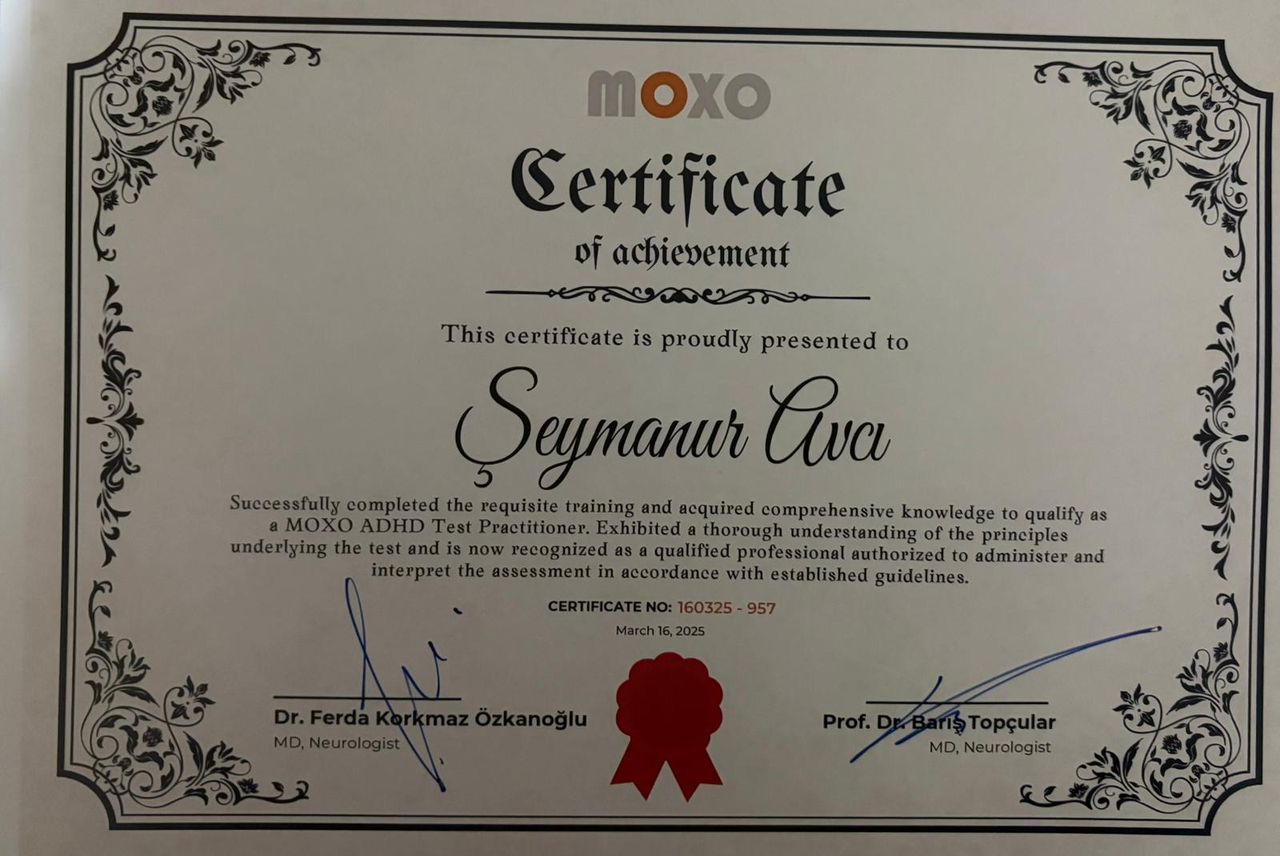 moxo
Certificate
of achievement
This certificate is proudly presented to
Şeymanur Avcı
Successfully completed the requisite training and acquired comprehensive knowledge to qualify as
a MOXO ADHD Test Practitioner. Exhibited a thorough understanding of the principles
underlying the test and is now recognized as a qualified professional authorized to administer and
interpret the assessment in accordance with established guidelines.
CERTIFICATE NO: 160325 - 957
March 16, 2025
Dr. Ferda Korkmaz Özkanoğlu
MD, Neurologist
Prof. Dr. Barış Topçular
MD, Neurologist